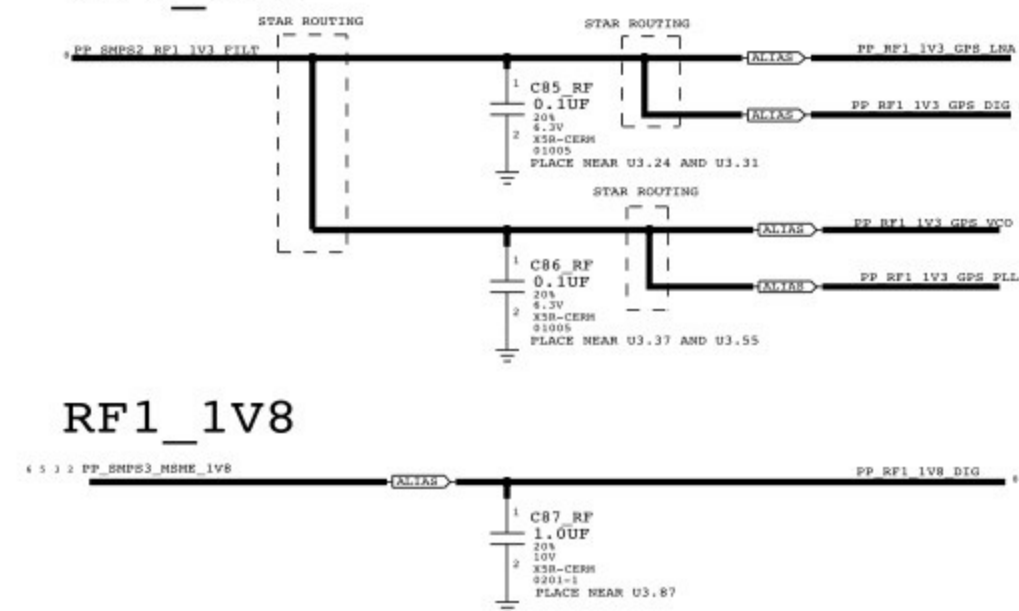 STAR ROUTING
STAR ROUTING
8 PP_SMPS2_RF1_1V3_FILT
ALIAS
PP_RF1_1V3_GPS_LNA
1
C85_RF
0.1UF
20%
6.3V
X5R-CERM
01005
2
PLACE NEAR U3.24 AND U3.31
ALIAS
PP_RF1_1V3_GPS_DIG
STAR ROUTING
ALIAS
PP_RF1_1V3_GPS_VCO
1
C86_RF
0.1UF
20%
6.3V
X5R-CERM
01005
2
PLACE NEAR U3.37 AND U3.55
ALIAS
PP_RF1_1V3_GPS_PLL
RF1_1V8
6 5 3 2 PP_SMPS3_MSME_1V8
ALIAS
PP_RF1_1V8_DIG
8
1
C87_RF
1.0UF
20%
10V
X5R-CERM
0201-1
2
PLACE NEAR U3.87